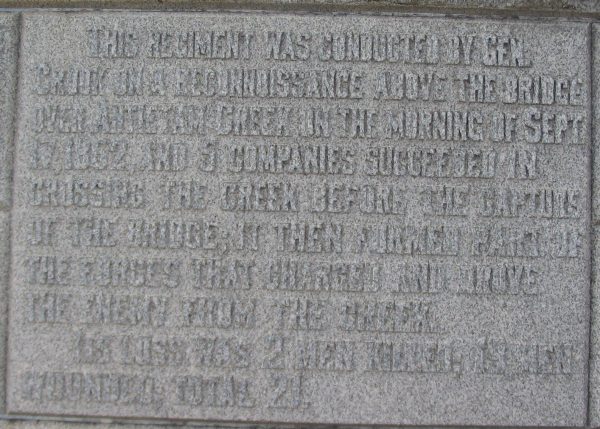 THIS REGIMENT WAS CONDUCTED BY GEN.
CROOK ON A RECONNOISSANCE ABOVE THE BRIDGE
OVER ANTIETAM CREEK ON THE MORNING OF SEPT
17, 1862 AND 5 COMPANIES SUCCEEDED IN
CROSSING THE CREEK BEFORE THE CAPTURE
OF THE BRIDGE, IT THEN FORMED PART OF
THE FORCES THAT CHARGED AND DROVE
THE ENEMY FROM THE CREEK.
ITS LOSS WAS 2 MEN KILLED, 19 MEN
WOUNDED, TOTAL 21.